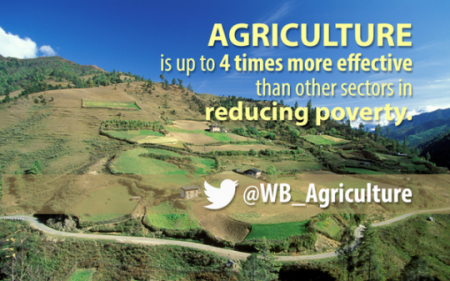 AGRICULTURE
is up to 4 times more effective
than other sectors in
reducing poverty.
@WB_Agriculture